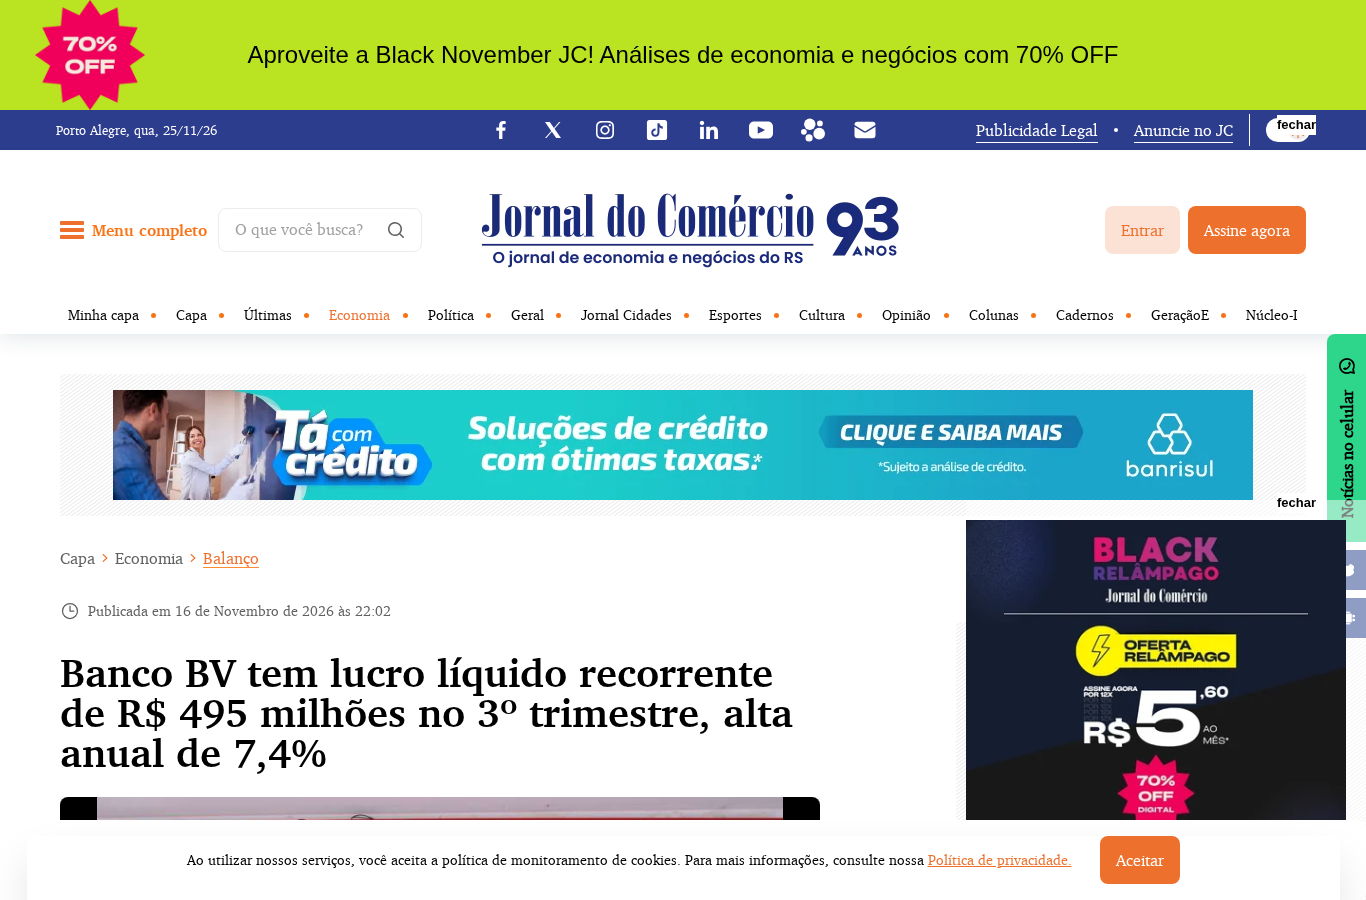 70%
OFF
Aproveite a Black November JC! Análises de economia e negócios com 70% OFF
Porto Alegre, qua, 25/11/26
Publicidade Legal • Anuncie no JC
fechar
Menu completo
O que você busca?
Jornal do Comércio 93
ANOS
O jornal de economia e negócios do RS
Entrar
Assine agora
Minha capa • Capa • Últimas • Economia • Política • Geral • Jornal Cidades • Esportes • Cultura • Opinião • Colunas • Cadernos • GeraçãoE • Núcleo-I
Notícias no celular
Tá com
crédito
Soluções de crédito
com ótimas taxas.*
CLIQUE E SAIBA MAIS
*Sujeito a análise de crédito.
banrisul
fechar
Capa > Economia > Balanço
Publicada em 16 de Novembro de 2026 às 22:02
Banco BV tem lucro líquido recorrente
de R$ 495 milhões no 3º trimestre, alta
anual de 7,4%
BLACK
RELÂMPAGO
Jornal do Comércio
OFERTA
RELÂMPAGO
ASSINE AGORA
POR 12X
R$ 5,60
AO
MÊS*
70%
OFF
DIGITAL
Ao utilizar nossos serviços, você aceita a política de monitoramento de cookies. Para mais informações, consulte nossa Política de privacidade.
Aceitar